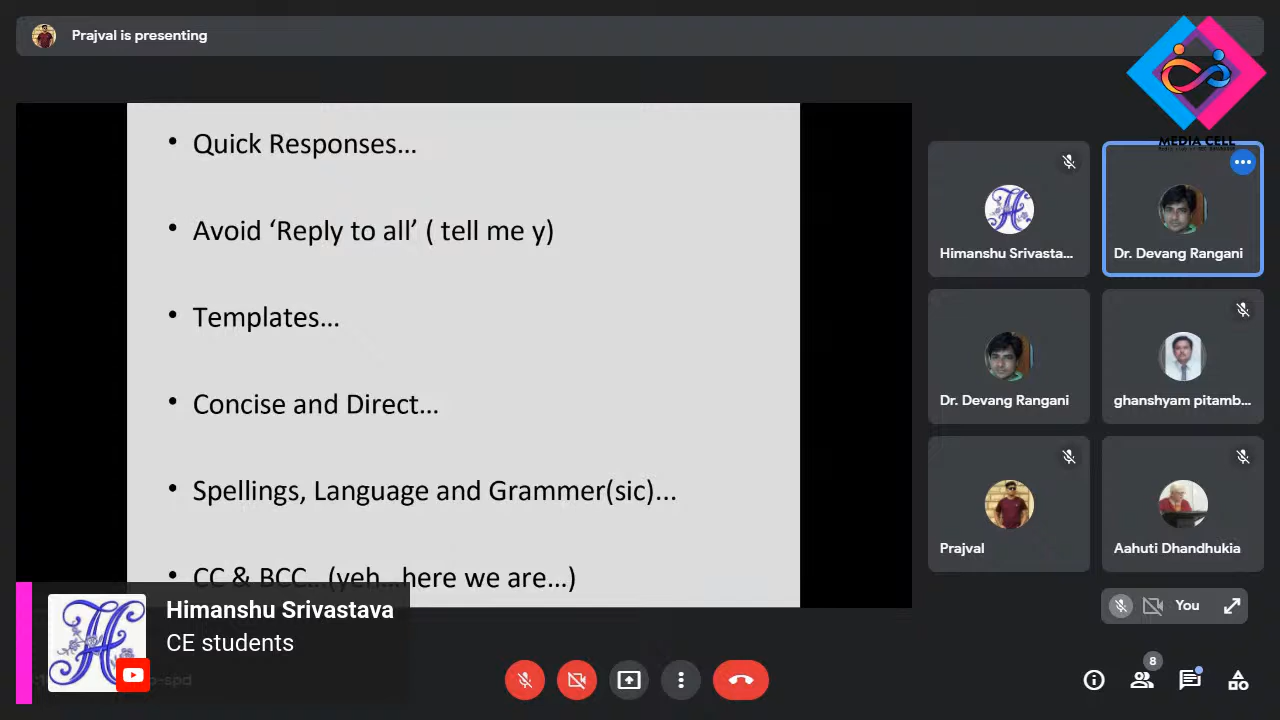 Prajval is presenting
MEDIA CELL
• Quick Responses...
• Avoid ‘Reply to all’ ( tell me y)
• Templates...
• Concise and Direct...
• Spellings, Language and Grammer(sic)...
• CC & BCC...(yeh...here we are...)
Himanshu Srivasta...
Dr. Devang Rangani
Dr. Devang Rangani
ghanshyam pitamb...
Prajval
Aahuti Dhandhukia
You
Himanshu Srivastava
CE students
8